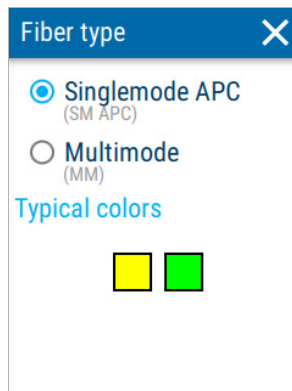 Fiber type
Singlemode APC
(SM APC)
Multimode
(MM)
Typical colors